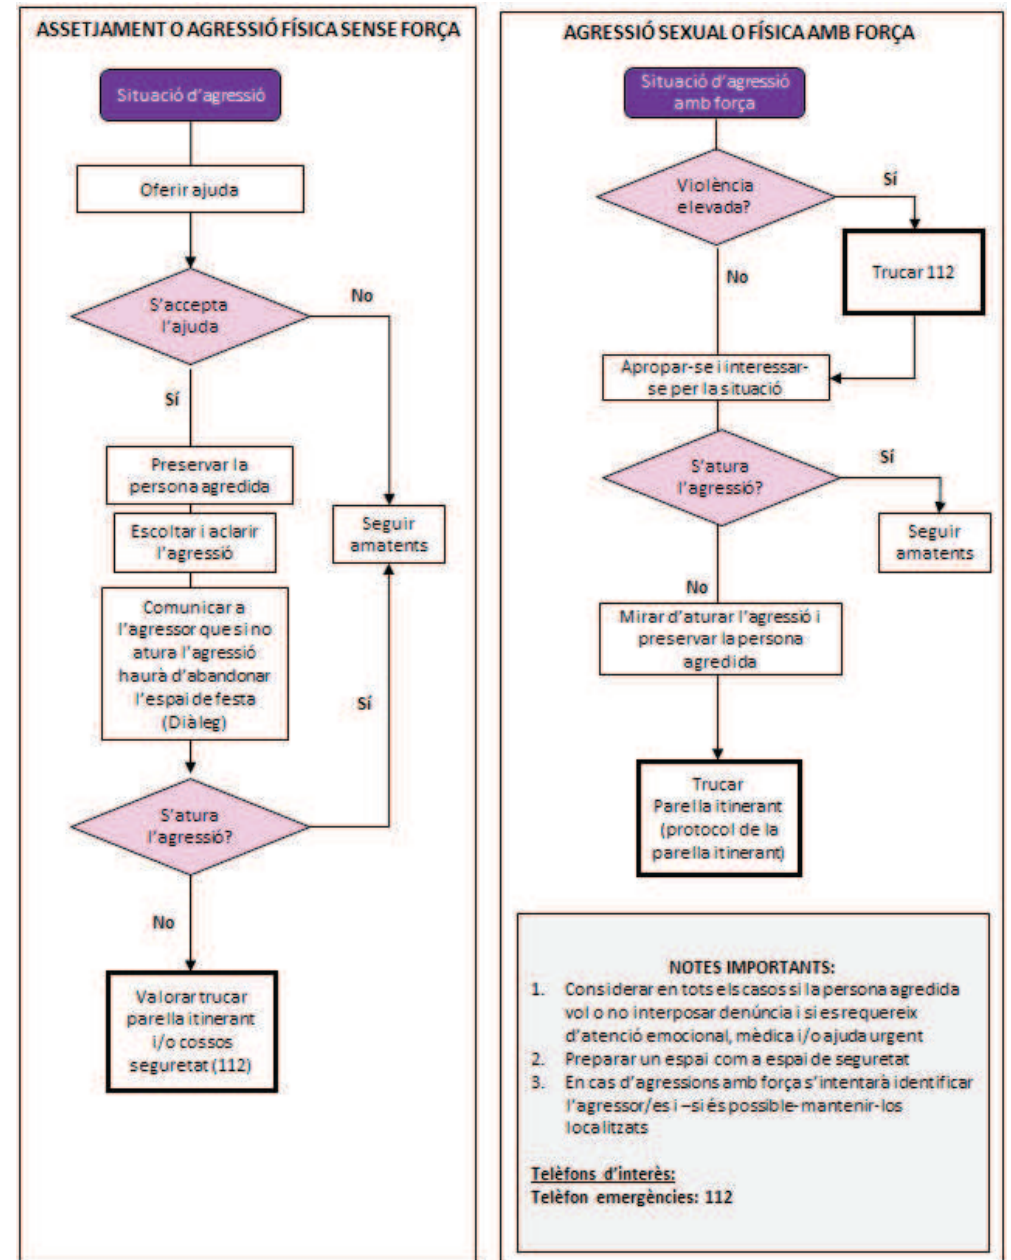 ASSETJAMENT O AGRESSIÓ FÍSICA SENSE FORÇA
Situació d'agressió
Oferir ajuda
S'accepta
l'ajuda
No
Sí
Preservar la
persona agredida
Escoltar i aclarir
l'agressió
Seguir
amatents
Comunicar a
l'agressor que si no
atura l'agressió
haurà d'abandonar
l'espai de festa
(Diàleg)
Sí
S'atura
l'agressió?
No
Valorar trucar
parella itinerant
i/o cossos
seguretat (112)
AGRESSIÓ SEXUAL O FÍSICA AMB FORÇA
Situació d'agressió
amb força
Violència
elevada?
Sí
Trucar 112
No
Apropar-se i interessar-
se per la situació
S'atura
l'agressió?
Sí
Seguir
amatents
No
Mirar d'aturar l'agressió i
preservar la persona
agredida
Trucar
Parella itinerant
(protocol de la
parella itinerant)
NOTES IMPORTANTS:
1. Considerar en tots els casos si la persona agredida
vol o no interposar denúncia i si es requereix
d'atenció emocional, mèdica i/o ajuda urgent
2. Preparar un espai com a espai de seguretat
3. En cas d'agressions amb força s'intentarà identificar
l'agressor/es i –si és possible- mantenir-los
localitzats
Telèfons d'interès:
Telèfon emergències: 112